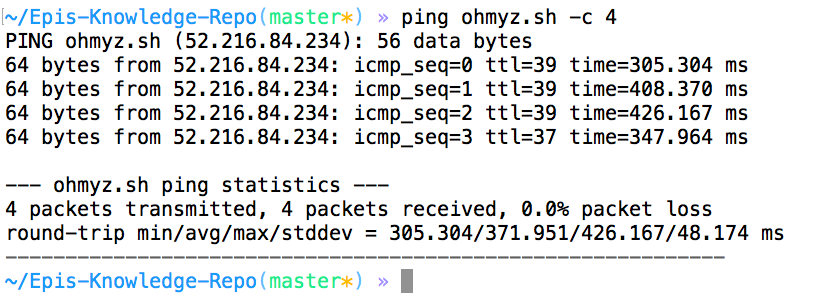 ~/Epis-Knowledge-Repo(master*) » ping ohmyz.sh -c 4
PING ohmyz.sh (52.216.84.234): 56 data bytes
64 bytes from 52.216.84.234: icmp_seq=0 ttl=39 time=305.304 ms
64 bytes from 52.216.84.234: icmp_seq=1 ttl=39 time=408.370 ms
64 bytes from 52.216.84.234: icmp_seq=2 ttl=39 time=426.167 ms
64 bytes from 52.216.84.234: icmp_seq=3 ttl=37 time=347.964 ms

--- ohmyz.sh ping statistics ---
4 packets transmitted, 4 packets received, 0.0% packet loss
round-trip min/avg/max/stddev = 305.304/371.951/426.167/48.174 ms
------------------------------------------------------------
~/Epis-Knowledge-Repo(master*) »